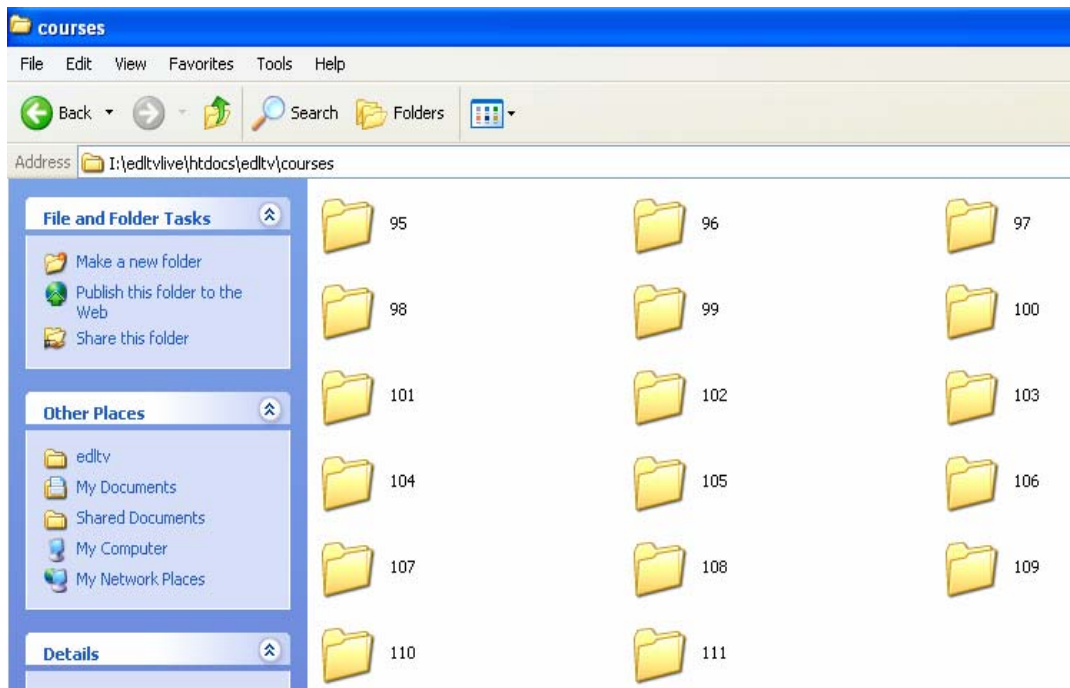 courses
File Edit View Favorites Tools Help
Back Search Folders
Address I:\edltvlive\htdocs\edltv\courses
File and Folder Tasks
Make a new folder
Publish this folder to the
Web
Share this folder
Other Places
edltv
My Documents
Shared Documents
My Computer
My Network Places
Details
95 96 97
98 99 100
101 102 103
104 105 106
107 108 109
110 111